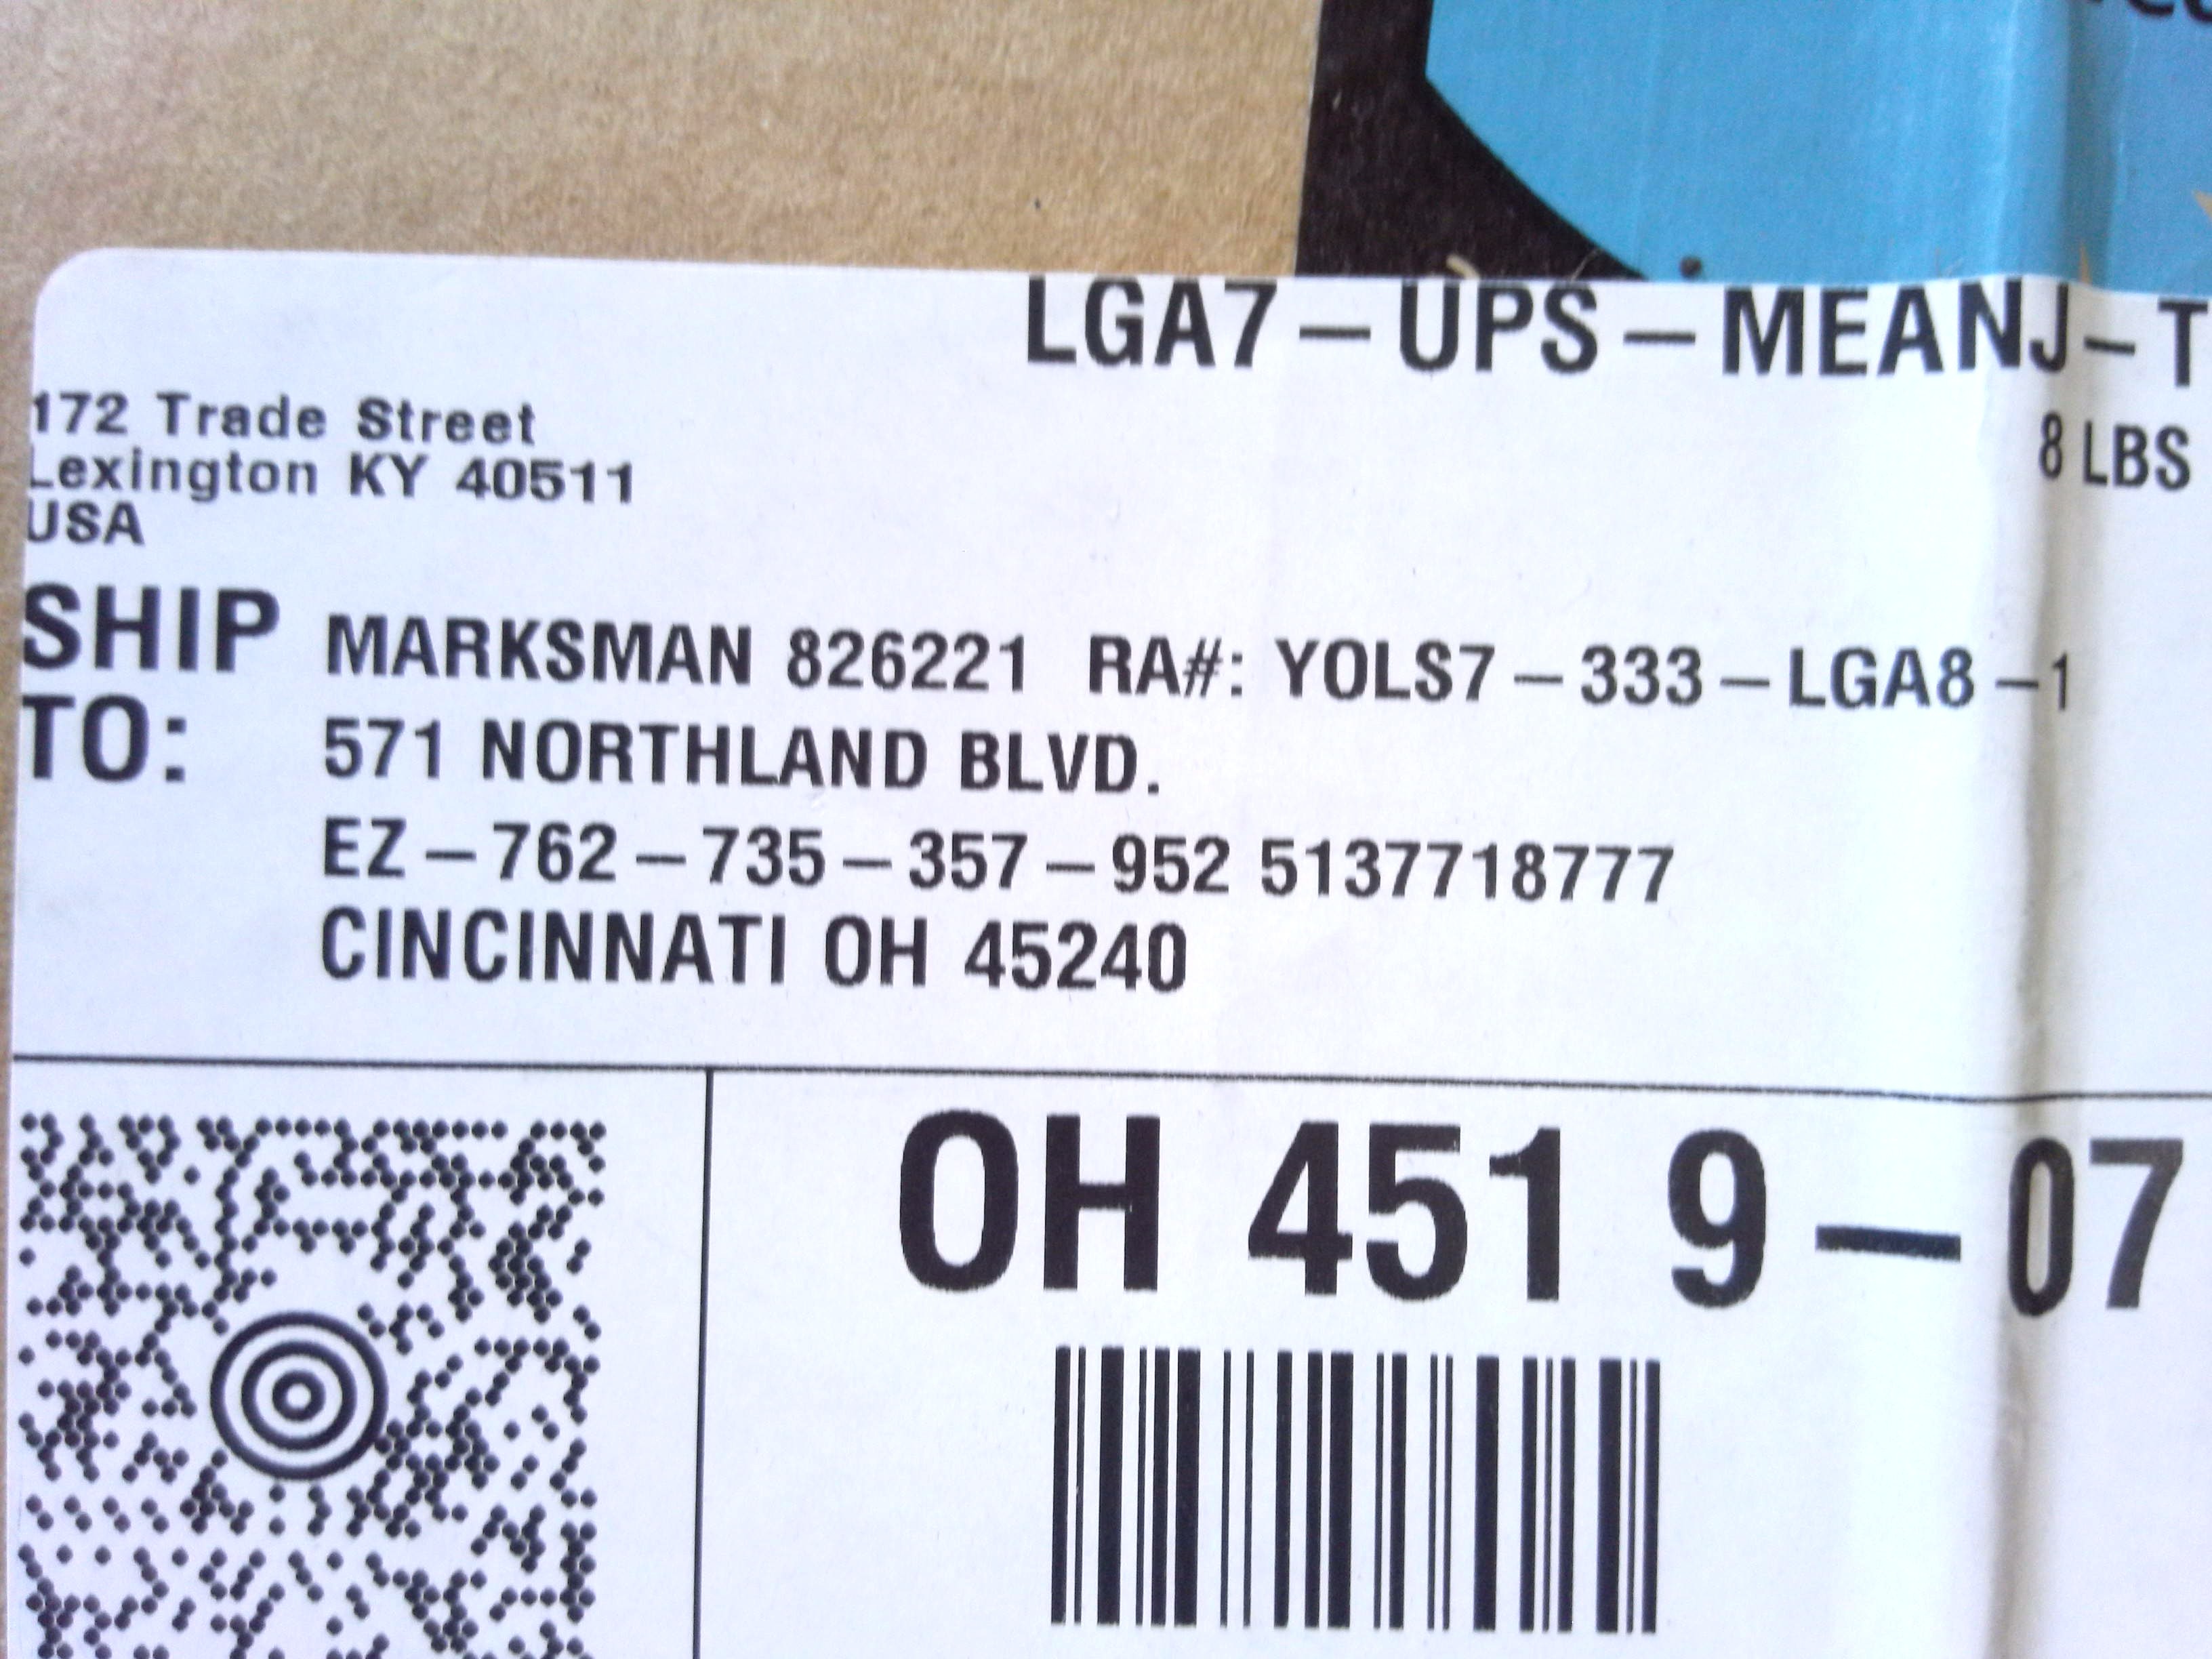 LGA7-UPS-MEANJ-T
8 LBS
172 Trade Street
Lexington KY 40511
USA
SHIP TO:
MARKSMAN 826221 RA#: YOLS7-333-LGA8-1
571 NORTHLAND BLVD.
EZ-762-735-357-952 5137718777
CINCINNATI OH 45240
OH 451 9-07